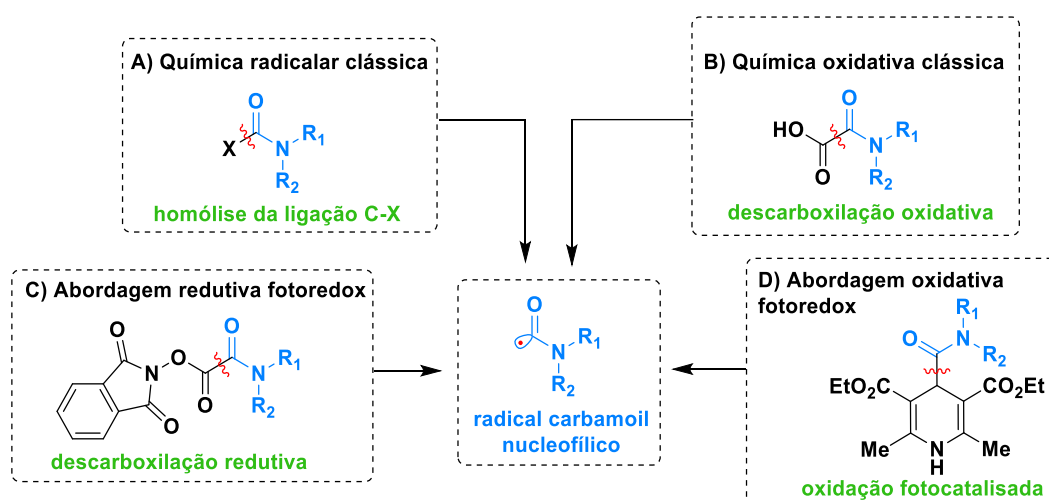 A) Química radicalar clássica
O
X
N
R1
R2
homólise da ligação C-X
B) Química oxidativa clássica
O
HO
N
R1
O
R2
descarboxilação oxidativa
C) Abordagem redutiva fotoredox
O
O
O
N
R1
N
O
R2
O
descarboxilação redutiva
O
N
R1
R2
radical carbamoil
nucleofílico
D) Abordagem oxidativa
fotoredox
R1
N
O
R2
EtO2C
CO2Et
Me
N
H
Me
oxidação fotocatalisada